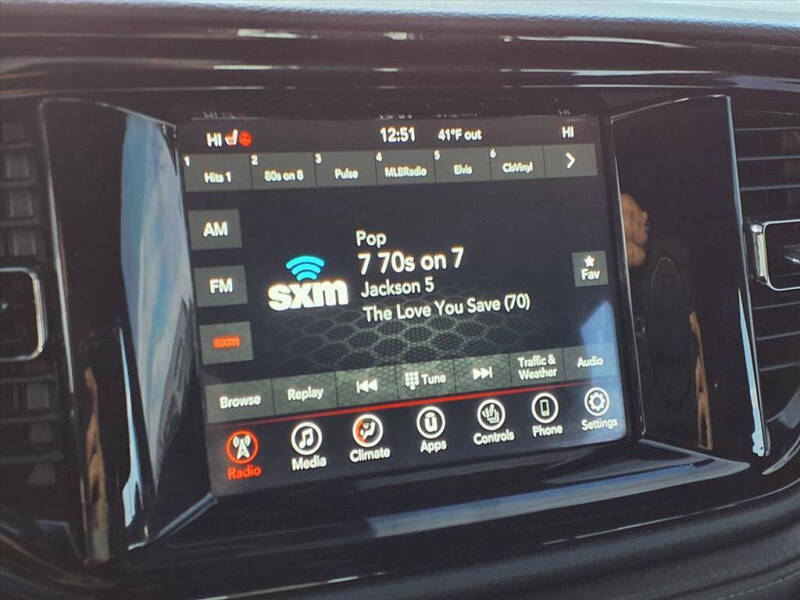 HI 12:51 41°F out HI
1 Hits 1 2 80s on 8 3 Pulse 4 MLBRadio 5 Elvis 6 ClsVinyl
AM
FM
sxm
sxm
Pop
7 70s on 7
Jackson 5
The Love You Save (70)
Fav
Browse Replay Tune Traffic & Weather Audio
Radio Media Climate Apps Controls Phone Settings